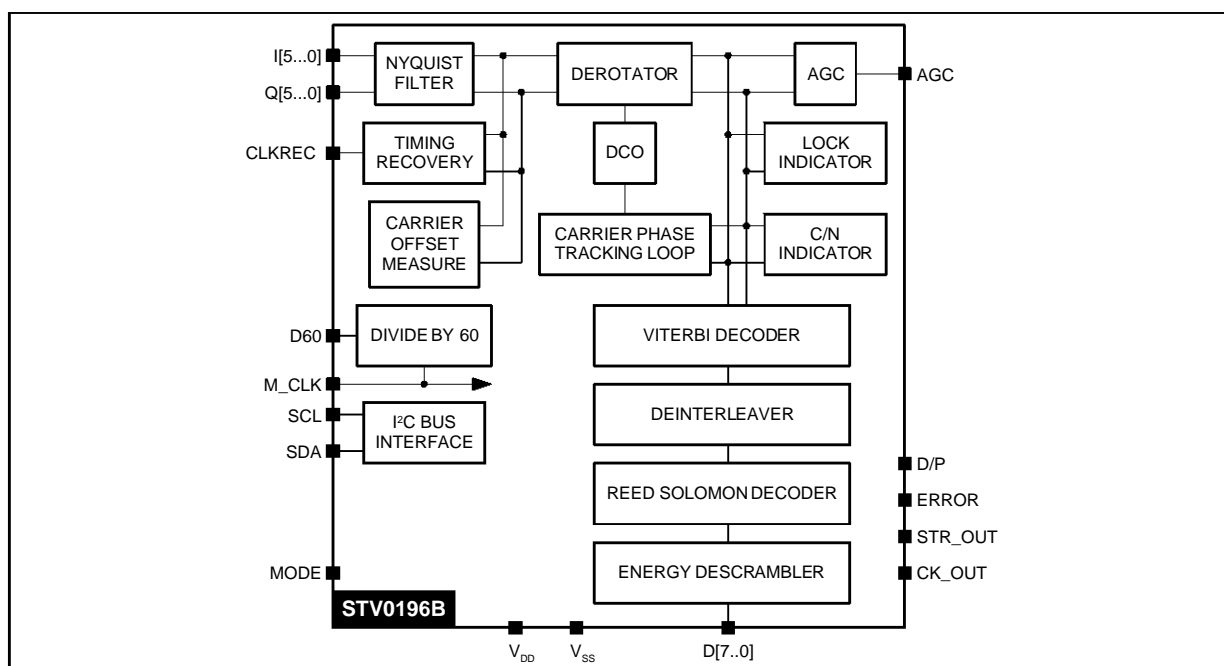 I[5...0]
Q[5...0]
NYQUIST
FILTER
DEROTATOR
AGC
AGC
CLKREC
TIMING
RECOVERY
DCO
LOCK
INDICATOR
CARRIER
OFFSET
MEASURE
CARRIER PHASE
TRACKING LOOP
C/N
INDICATOR
D60
DIVIDE BY 60
VITERBI DECODER
M_CLK
SCL
SDA
I²C BUS
INTERFACE
DEINTERLEAVER
REED SOLOMON DECODER
D/P
ERROR
STR_OUT
CK_OUT
MODE
ENERGY DESCRAMBLER
STV0196B
VDD
VSS
D[7..0]